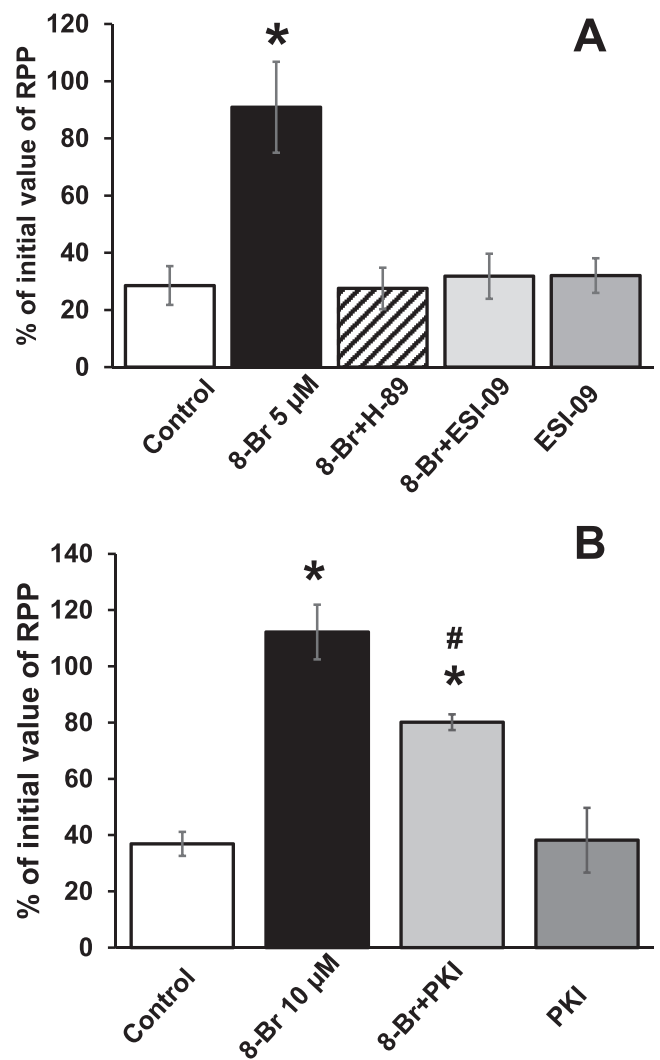 A
% of initial value of RPP
120
100
80
60
40
20
0
*
Control
8-Br 5 µM
8-Br+H-89
8-Br+ESI-09
ESI-09
B
% of initial value of RPP
140
120
100
80
60
40
20
0
*
#
*
Control
8-Br 10 µM
8-Br+PKI
PKI